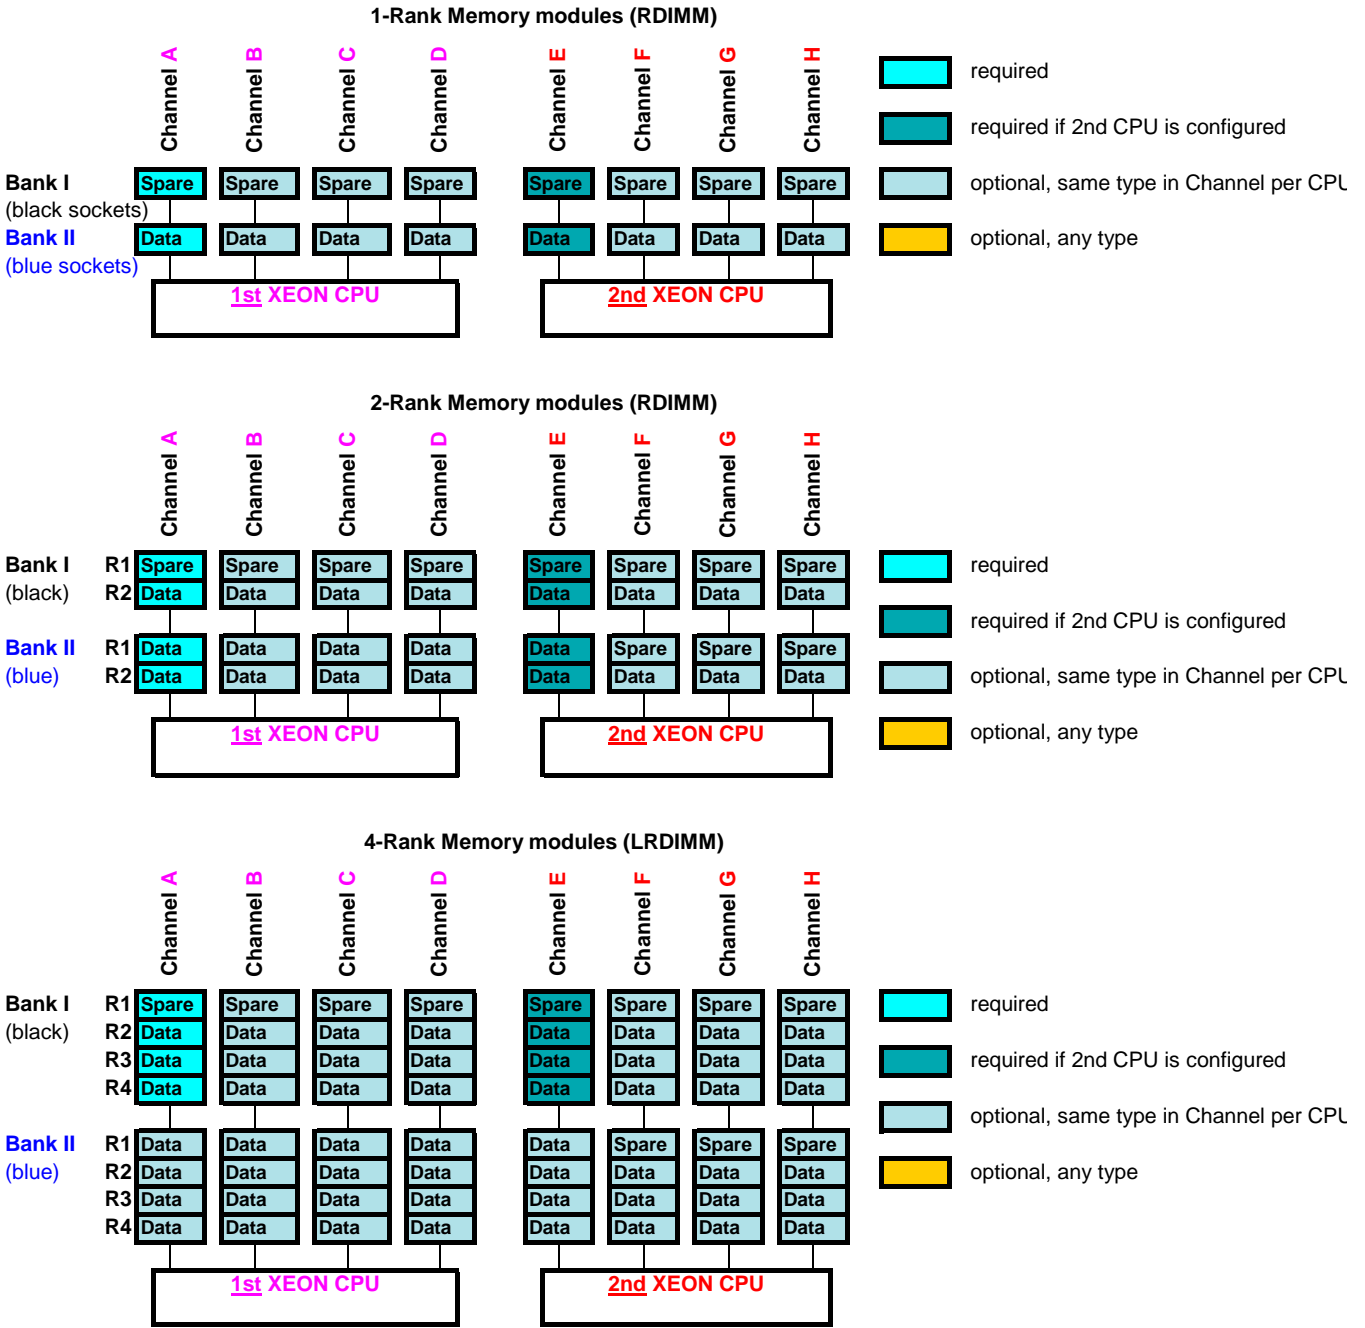 1-Rank Memory modules (RDIMM)
Channel A
Channel B
Channel C
Channel D
Channel E
Channel F
Channel G
Channel H
required
required if 2nd CPU is configured
optional, same type in Channel per CPU
optional, any type
Bank I Spare Spare Spare Spare Spare Spare Spare Spare
(black sockets)
Bank II Data Data Data Data Data Data Data Data
(blue sockets)
1st XEON CPU 2nd XEON CPU
2-Rank Memory modules (RDIMM)
Channel A
Channel B
Channel C
Channel D
Channel E
Channel F
Channel G
Channel H
Bank I R1 Spare Spare Spare Spare Spare Spare Spare Spare
(black) R2 Data Data Data Data Data Data Data Data
Bank II R1 Data Data Data Data Data Spare Spare Spare
(blue) R2 Data Data Data Data Data Data Data Data
1st XEON CPU 2nd XEON CPU
required
required if 2nd CPU is configured
optional, same type in Channel per CPU
optional, any type
4-Rank Memory modules (LRDIMM)
Channel A
Channel B
Channel C
Channel D
Channel E
Channel F
Channel G
Channel H
Bank I R1 Spare Spare Spare Spare Spare Spare Spare Spare
(black) R2 Data Data Data Data Data Data Data Data
R3 Data Data Data Data Data Data Data Data
R4 Data Data Data Data Data Data Data Data
Bank II R1 Data Data Data Data Data Spare Spare Spare
(blue) R2 Data Data Data Data Data Data Data Data
R3 Data Data Data Data Data Data Data Data
R4 Data Data Data Data Data Data Data Data
1st XEON CPU 2nd XEON CPU
required
required if 2nd CPU is configured
optional, same type in Channel per CPU
optional, any type